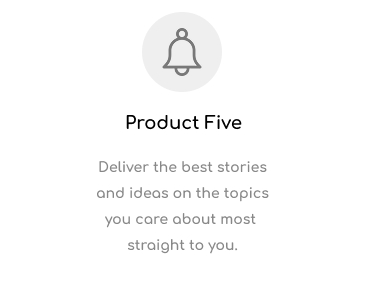 Product Five
Deliver the best stories
and ideas on the topics
you care about most
straight to you.